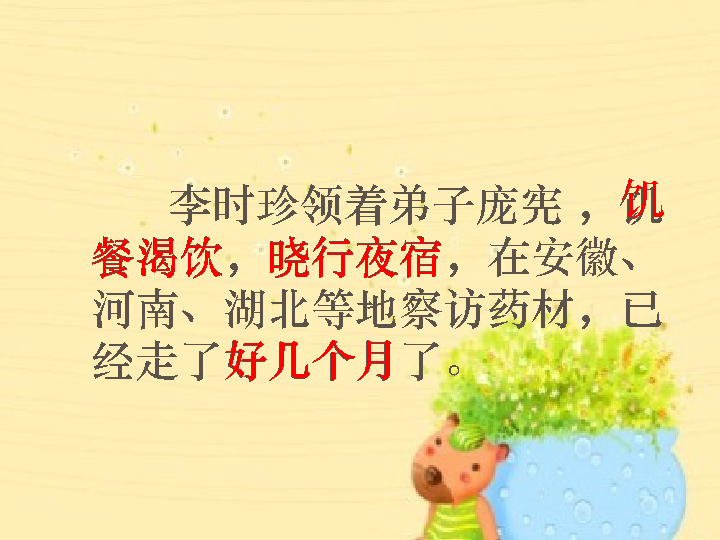 李时珍领着弟子庞宪，饥
餐渴饮，晓行夜宿，在安徽、
河南、湖北等地察访药材，已
经走了好几个月了。